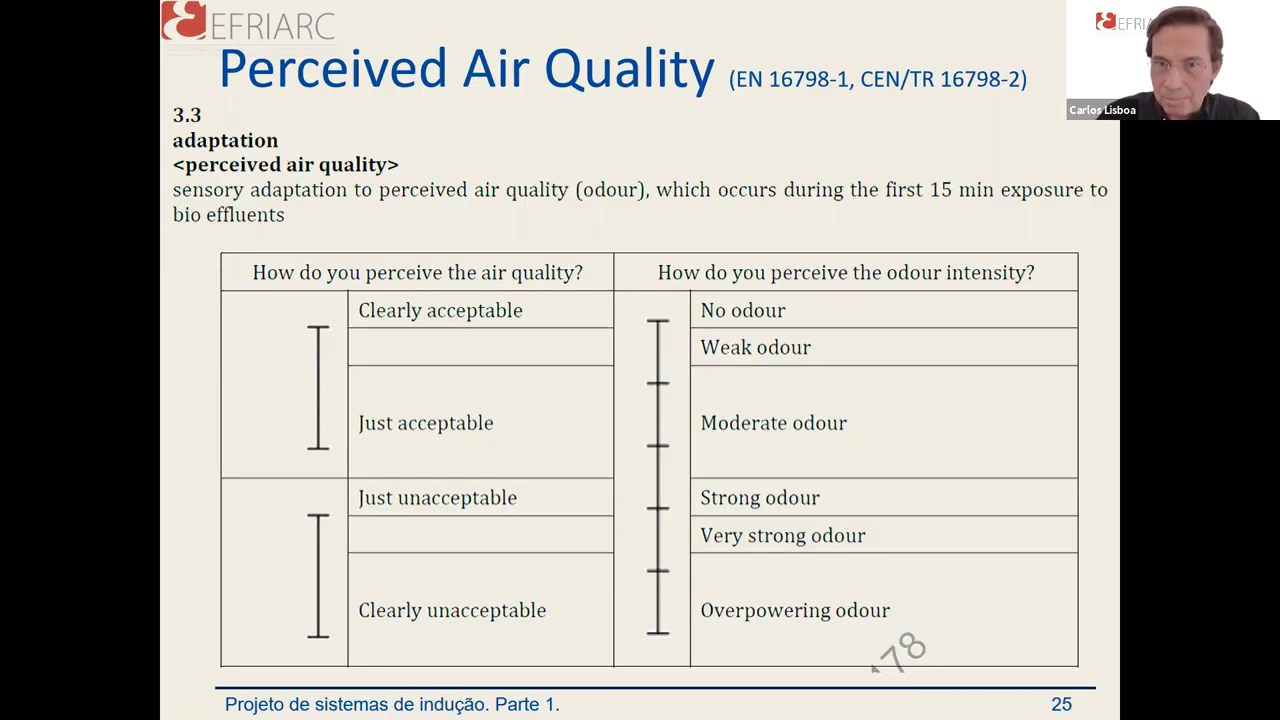 EFRIARC
Perceived Air Quality (EN 16798-1, CEN/TR 16798-2)
3.3
adaptation
<perceived air quality>
sensory adaptation to perceived air quality (odour), which occurs during the first 15 min exposure to
bio effluents
How do you perceive the air quality?
How do you perceive the odour intensity?
Clearly acceptable
No odour
Weak odour
Just acceptable
Moderate odour
Just unacceptable
Strong odour
Very strong odour
Clearly unacceptable
Overpowering odour
Projeto de sistemas de indução. Parte 1.
25
Carlos Lisboa